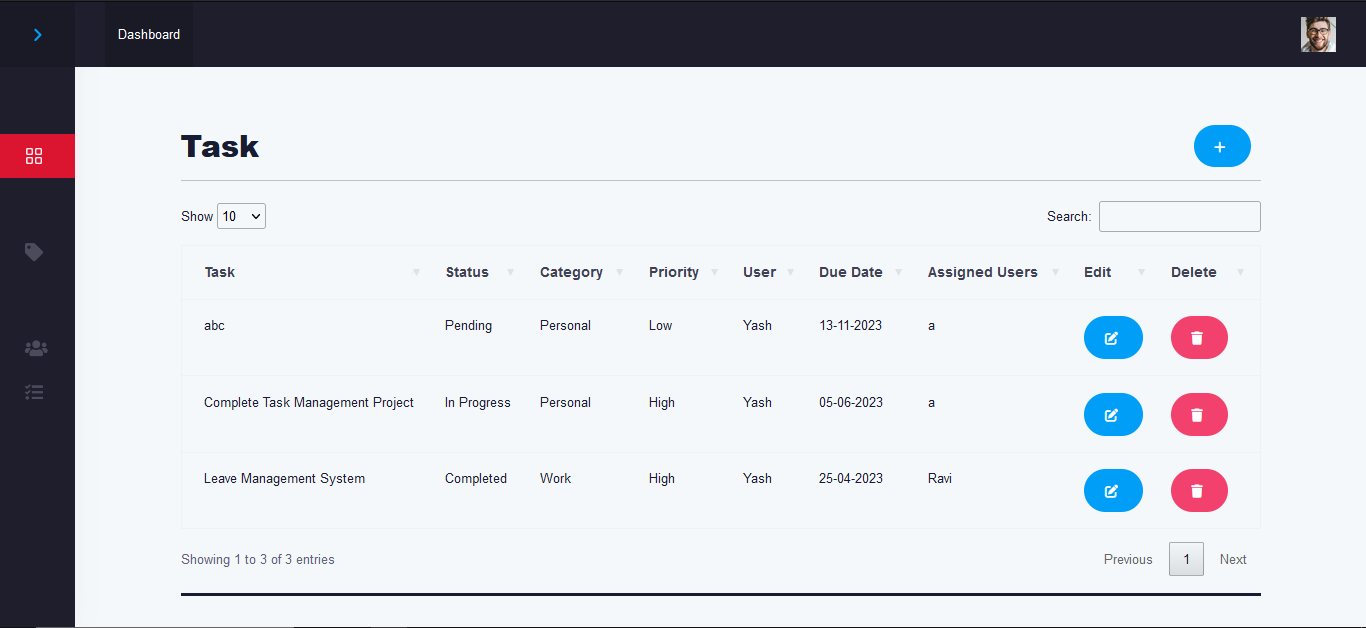 Dashboard
Task
+
Show 10
Search:
Task Status Category Priority User Due Date Assigned Users Edit Delete
abc Pending Personal Low Yash 13-11-2023 a
Complete Task Management Project In Progress Personal High Yash 05-06-2023 a
Leave Management System Completed Work High Yash 25-04-2023 Ravi
Showing 1 to 3 of 3 entries
Previous 1 Next